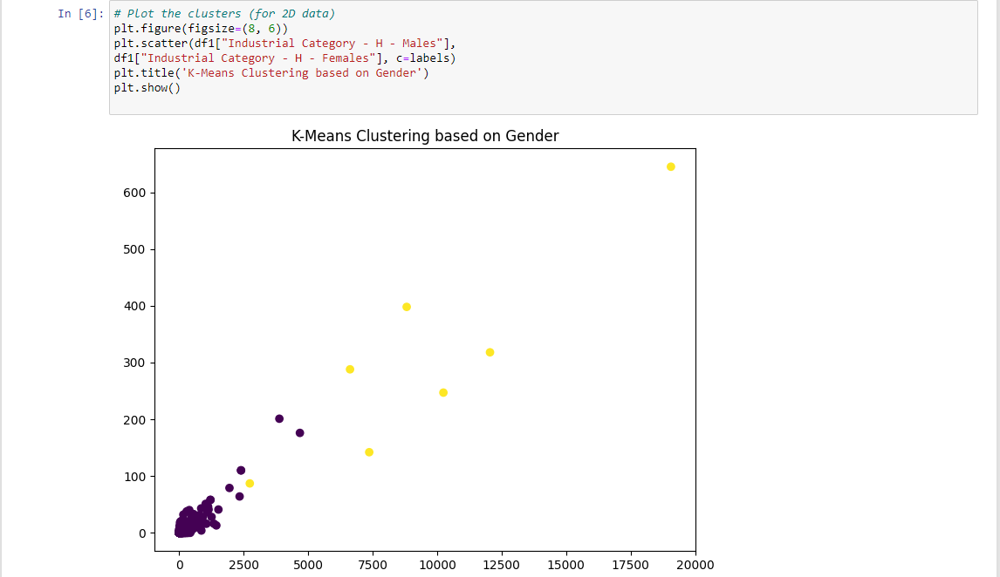 In [6]: # Plot the clusters (for 2D data)
plt.figure(figsize=(8, 6))
plt.scatter(df1["Industrial Category - H - Males"],
df1["Industrial Category - H - Females"], c=labels)
plt.title('K-Means Clustering based on Gender')
plt.show()
K-Means Clustering based on Gender
600
500
400
300
200
100
0
0 2500 5000 7500 10000 12500 15000 17500 20000